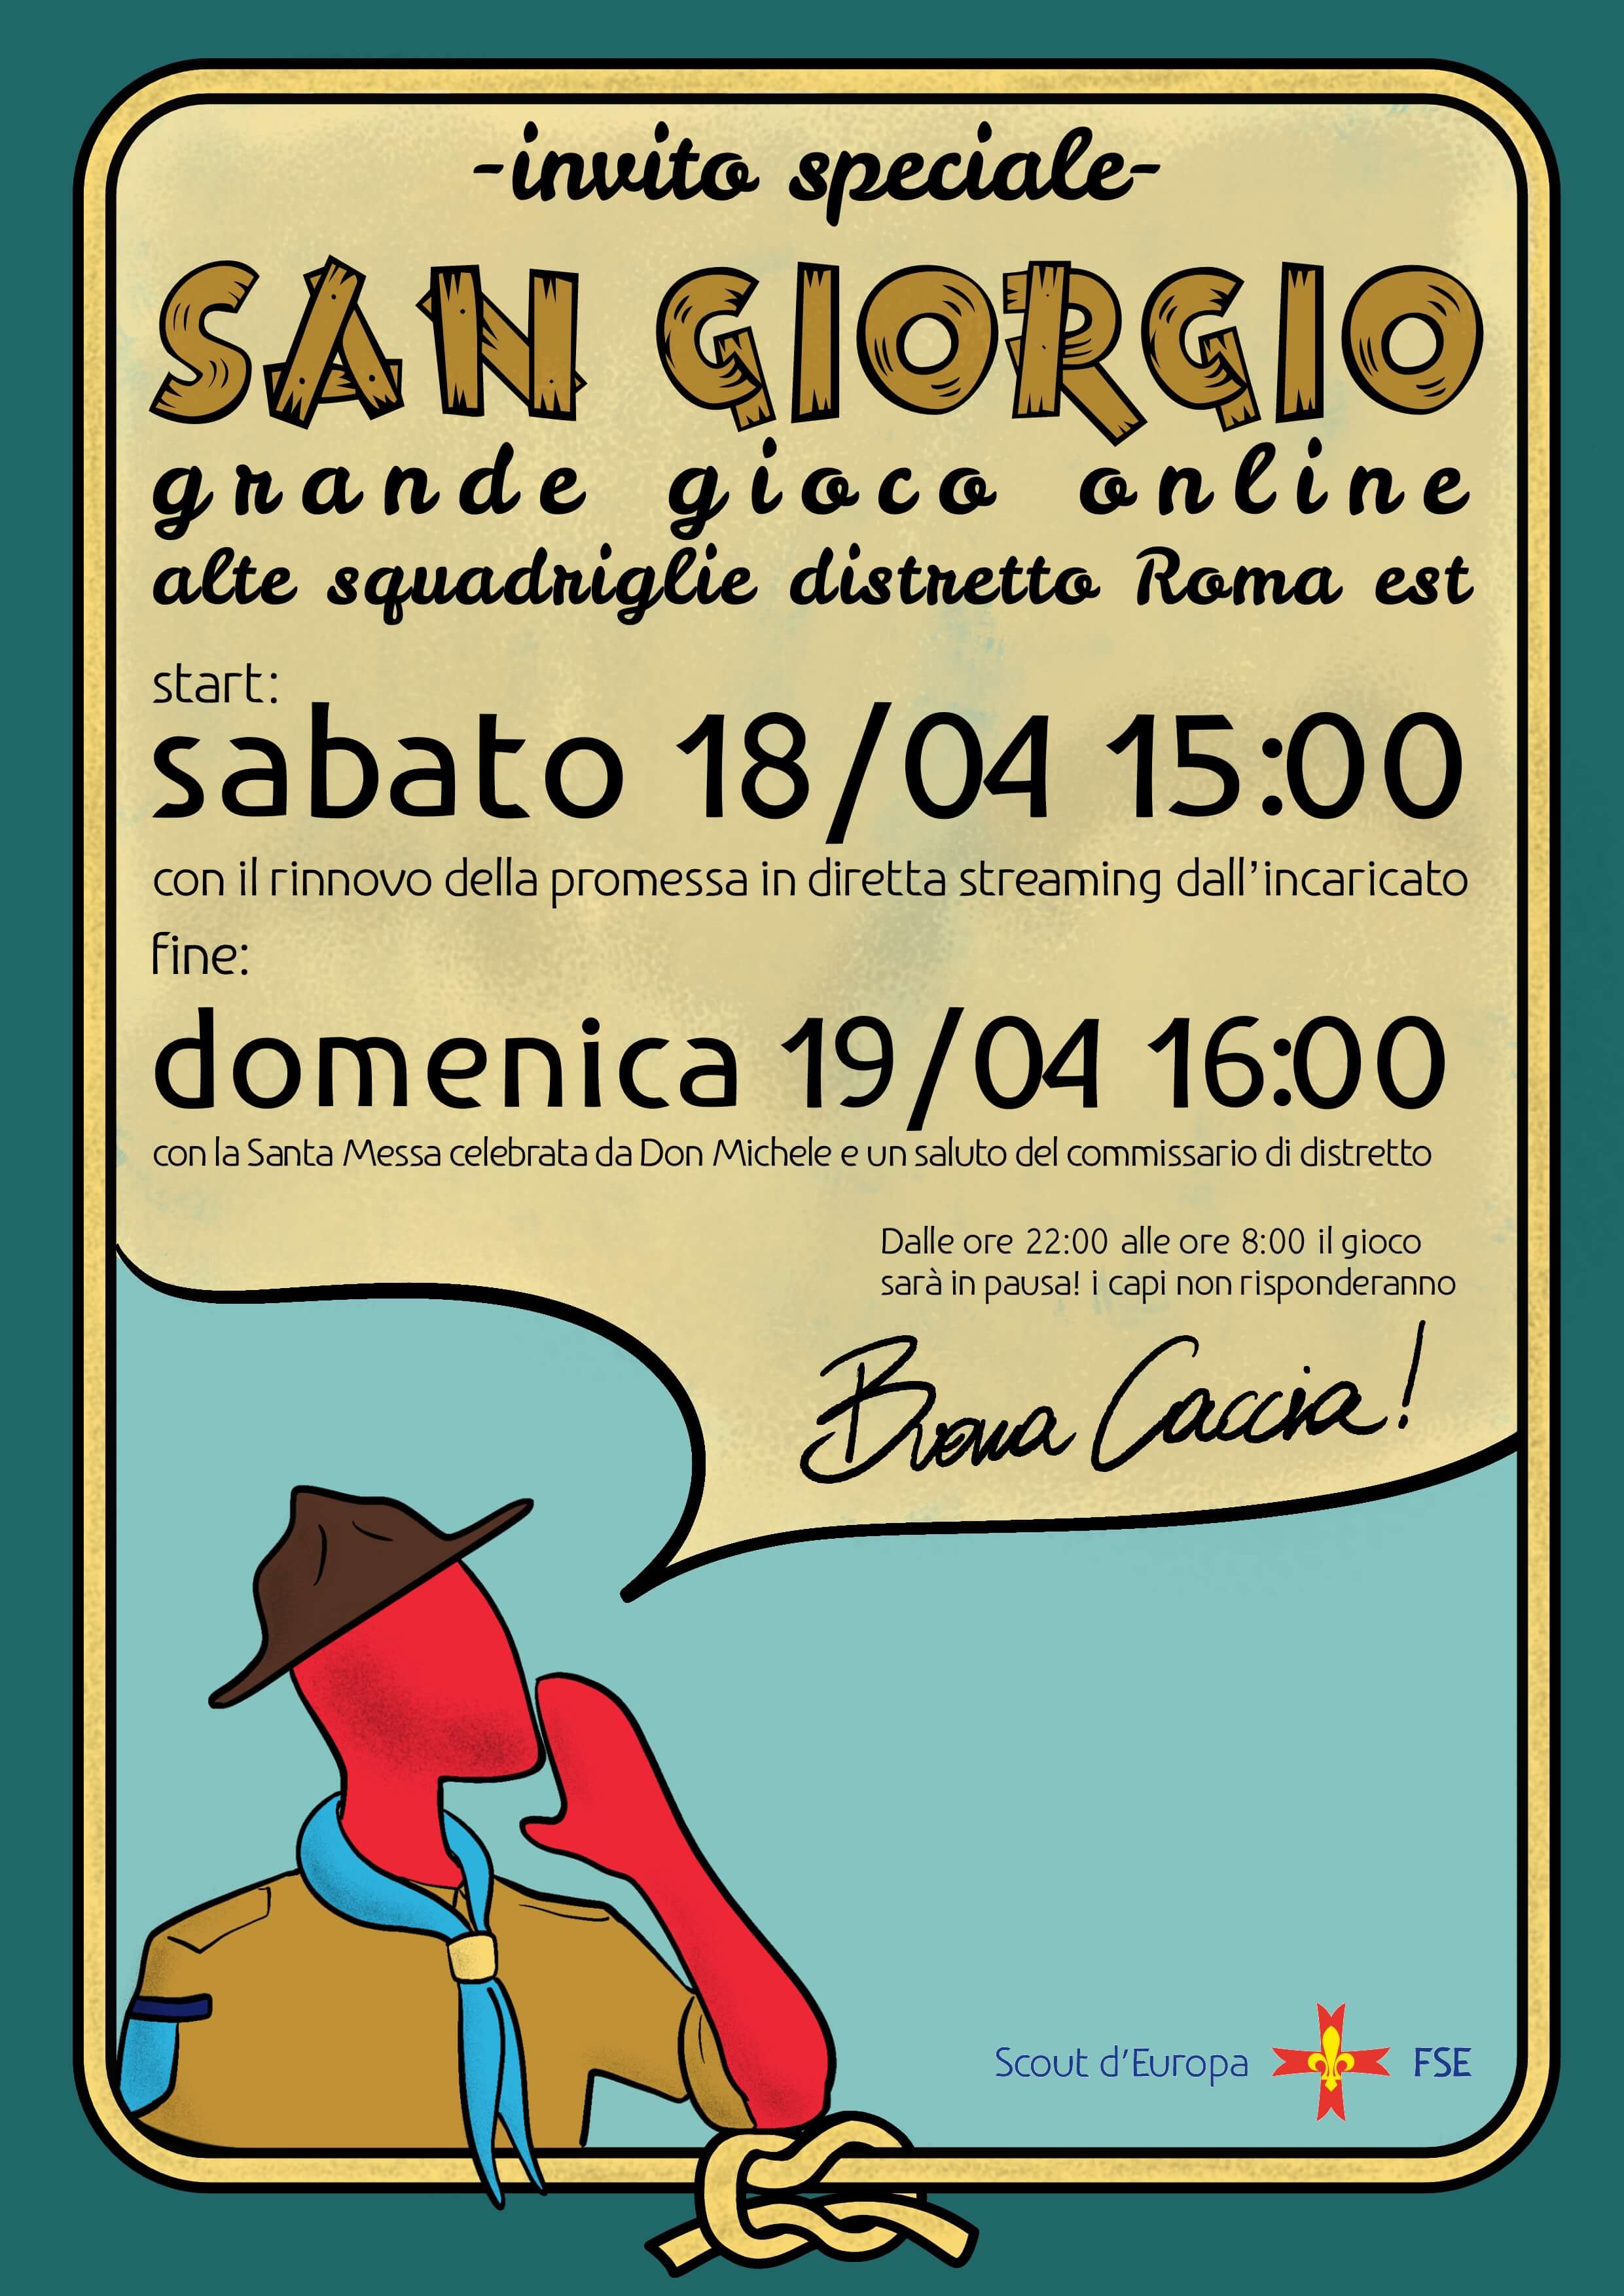 -invito speciale-
SAN GIORGIO
grande gioco online
alte squadriglie distretto Roma est
start:
sabato 18/04 15:00
con il rinnovo della promessa in diretta streaming dall'incaricato
fine:
domenica 19/04 16:00
con la Santa Messa celebrata da Don Michele e un saluto del commissario di distretto
Dalle ore 22:00 alle ore 8:00 il gioco
sarà in pausa! i capi non risponderanno
Buona Caccia!
Scout d'Europa FSE